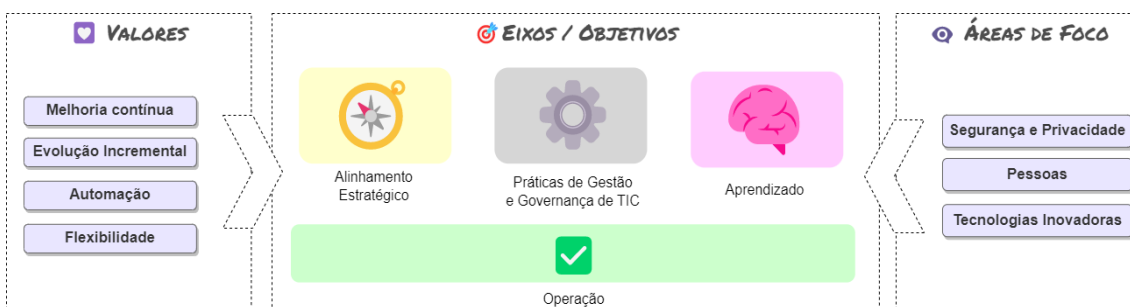 VALORES
Melhoria contínua
Evolução Incremental
Automação
Flexibilidade
EIXOS / OBJETIVOS
Alinhamento
Estratégico
Práticas de Gestão
e Governança de TIC
Aprendizado
Operação
ÁREAS DE FOCO
Segurança e Privacidade
Pessoas
Tecnologias Inovadoras